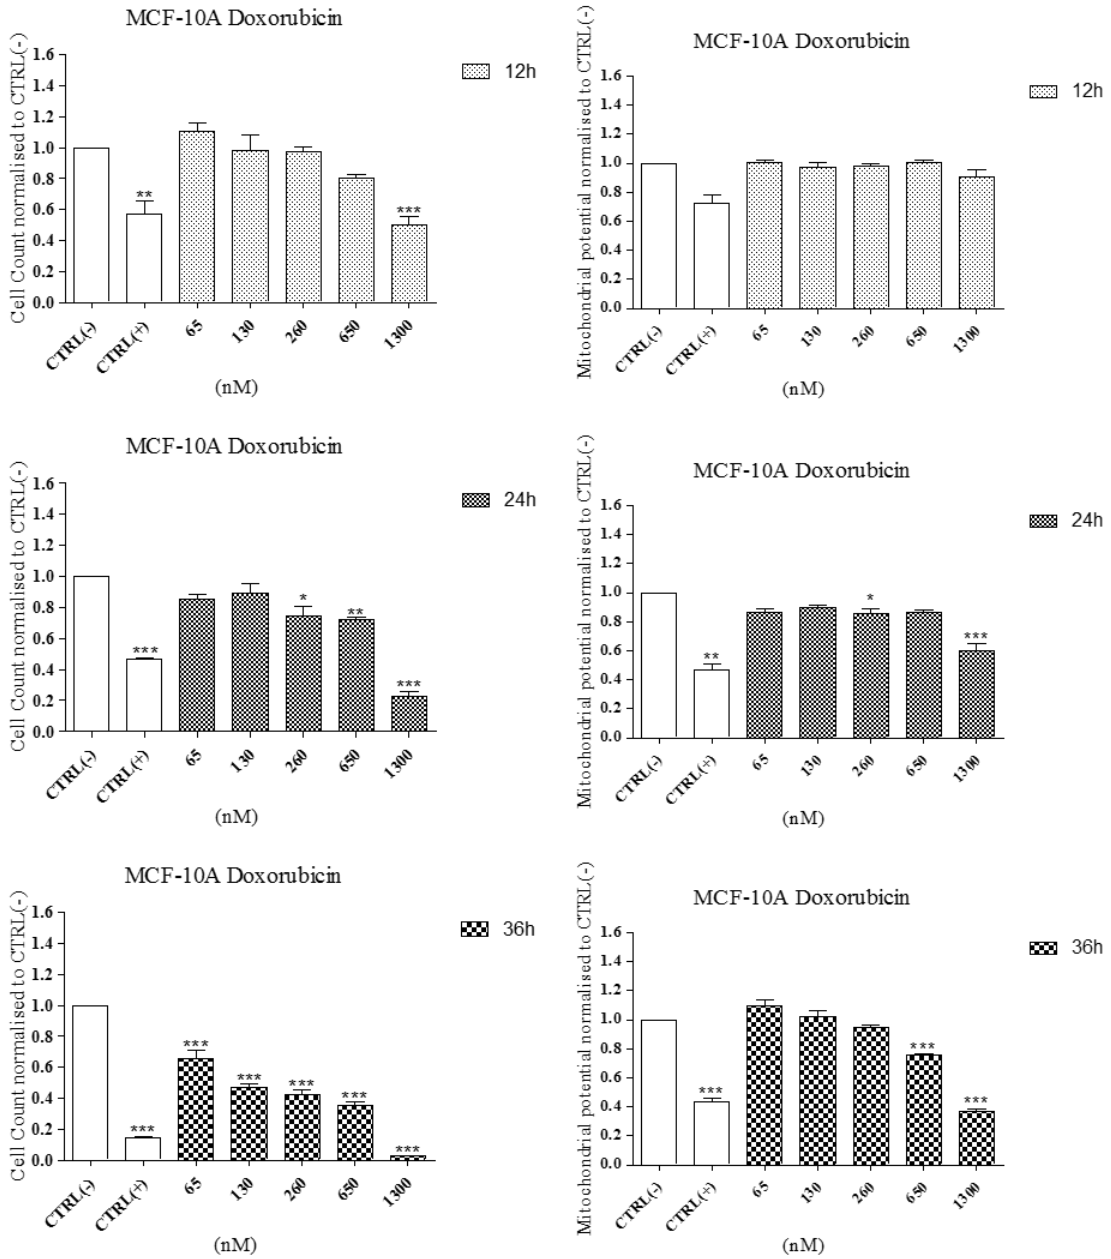 MCF-10A Doxorubicin
Cell Count normalised to CTRL(-)
1.6
1.4
1.2
1.0
0.8
0.6
0.4
0.2
0.0
**
***
CTRL(-) CTRL(+) 65 130 260 650 1300
(nM)
12h
MCF-10A Doxorubicin
Mitochondrial potential normalised to CTRL(-)
1.6
1.4
1.2
1.0
0.8
0.6
0.4
0.2
0.0
CTRL(-) CTRL(+) 65 130 260 650 1300
(nM)
12h
MCF-10A Doxorubicin
Cell Count normalised to CTRL(-)
1.6
1.4
1.2
1.0
0.8
0.6
0.4
0.2
0.0
*** * ** ***
CTRL(-) CTRL(+) 65 130 260 650 1300
(nM)
24h
MCF-10A Doxorubicin
Mitochondrial potential normalised to CTRL(-)
1.6
1.4
1.2
1.0
0.8
0.6
0.4
0.2
0.0
** * ***
CTRL(-) CTRL(+) 65 130 260 650 1300
(nM)
24h
MCF-10A Doxorubicin
Cell Count normalised to CTRL(-)
1.6
1.4
1.2
1.0
0.8
0.6
0.4
0.2
0.0
*** *** *** *** *** ***
CTRL(-) CTRL(+) 65 130 260 650 1300
(nM)
36h
MCF-10A Doxorubicin
Mitochondrial potential normalised to CTRL(-)
1.6
1.4
1.2
1.0
0.8
0.6
0.4
0.2
0.0
*** *** ***
CTRL(-) CTRL(+) 65 130 260 650 1300
(nM)
36h